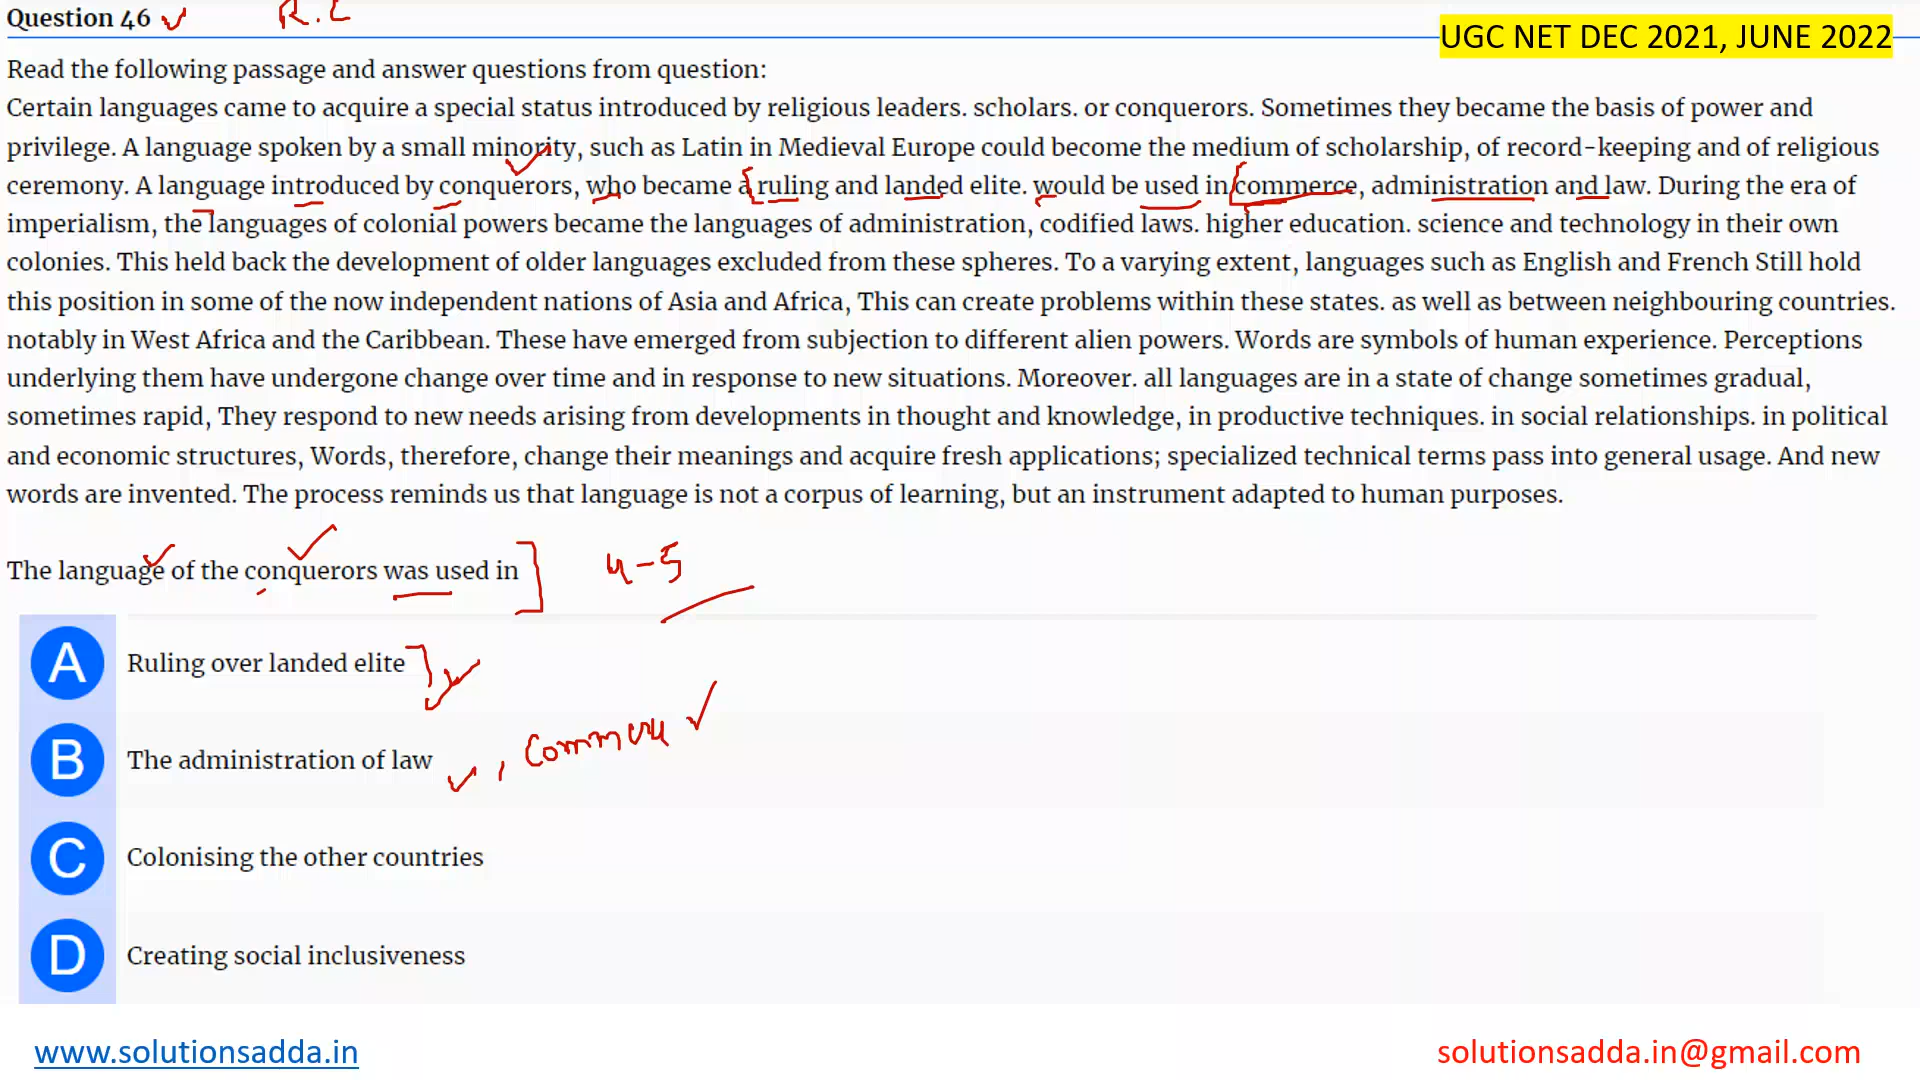 Question 46 R.C
UGC NET DEC 2021, JUNE 2022
Read the following passage and answer questions from question:
Certain languages came to acquire a special status introduced by religious leaders. scholars. or conquerors. Sometimes they became the basis of power and
privilege. A language spoken by a small minority, such as Latin in Medieval Europe could become the medium of scholarship, of record-keeping and of religious
ceremony. A language introduced by conquerors, who became a ruling and landed elite. would be used in commerce, administration and law. During the era of
imperialism, the languages of colonial powers became the languages of administration, codified laws. higher education. science and technology in their own
colonies. This held back the development of older languages excluded from these spheres. To a varying extent, languages such as English and French Still hold
this position in some of the now independent nations of Asia and Africa, This can create problems within these states. as well as between neighbouring countries.
notably in West Africa and the Caribbean. These have emerged from subjection to different alien powers. Words are symbols of human experience. Perceptions
underlying them have undergone change over time and in response to new situations. Moreover. all languages are in a state of change sometimes gradual,
sometimes rapid, They respond to new needs arising from developments in thought and knowledge, in productive techniques. in social relationships. in political
and economic structures, Words, therefore, change their meanings and acquire fresh applications; specialized technical terms pass into general usage. And new
words are invented. The process reminds us that language is not a corpus of learning, but an instrument adapted to human purposes.
The language of the conquerors was used in 4-5
A Ruling over landed elite
B The administration of law , Commerce
C Colonising the other countries
D Creating social inclusiveness
www.solutionsadda.in
solutionsadda.in@gmail.com